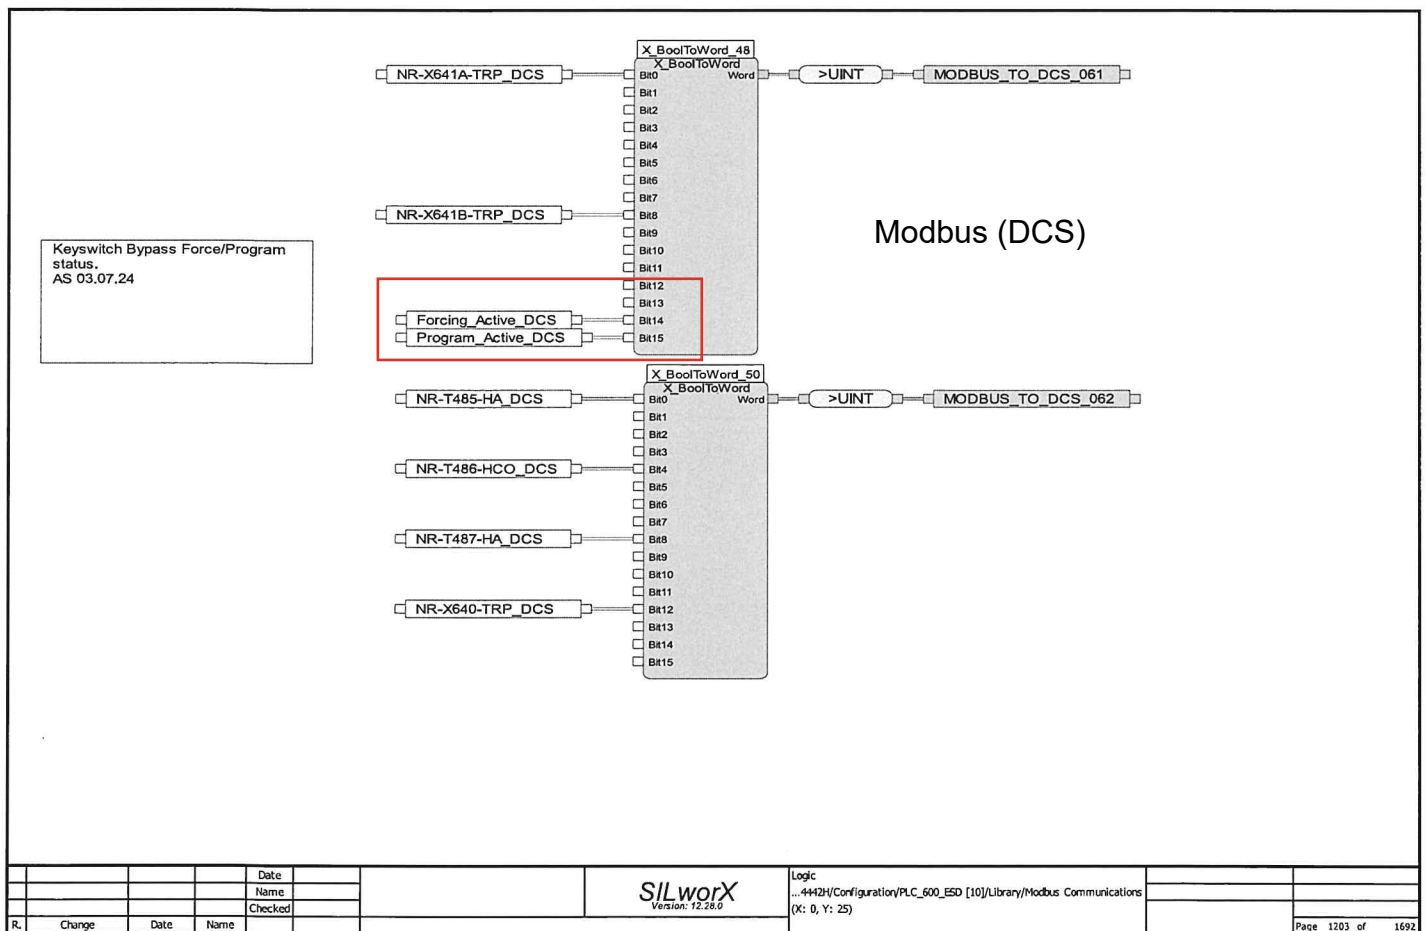 X_BoolToWord_48
X_BoolToWord
NR-X641A-TRP_DCS
Bit0
Word
>UINT
MODBUS_TO_DCS_061
Bit1
Bit2
Bit3
Bit4
Bit5
Bit6
Bit7
NR-X641B-TRP_DCS
Bit8
Bit9
Bit10
Bit11
Bit12
Bit13
Forcing_Active_DCS
Bit14
Program_Active_DCS
Bit15
Modbus (DCS)
Keyswitch Bypass Force/Program
status.
AS 03.07.24
X_BoolToWord_50
X_BoolToWord
NR-T485-HA_DCS
Bit0
Word
>UINT
MODBUS_TO_DCS_062
Bit1
Bit2
Bit3
NR-T486-HCO_DCS
Bit4
Bit5
Bit6
Bit7
NR-T487-HA_DCS
Bit8
Bit9
Bit10
Bit11
NR-X640-TRP_DCS
Bit12
Bit13
Bit14
Bit15
Date
Name
Checked
R.
Change
Date
Name
SILworX
Version: 12.28.0
Logic
...4442H/Configuration/PLC_600_ESD [10]/Library/Modbus Communications
(X: 0, Y: 25)
Page 1203 of 1692